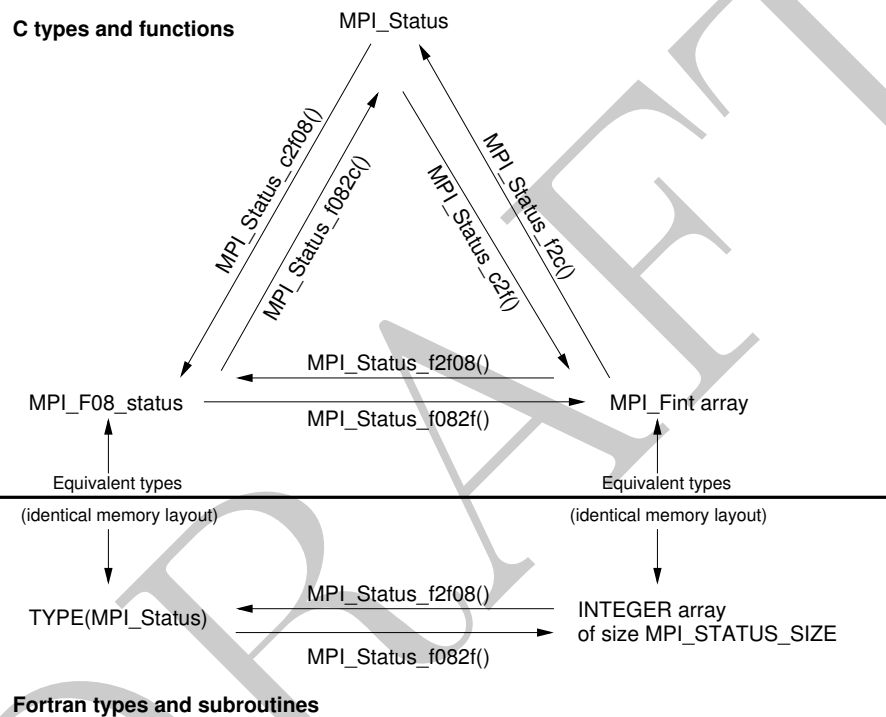 C types and functions
MPI_Status
MPI_Status_c2f08()
MPI_Status_f082c()
MPI_Status_c2f()
MPI_Status_f2c()
MPI_Status_f2f08()
MPI_F08_status
MPI_Fint array
MPI_Status_f082f()
Equivalent types
Equivalent types
(identical memory layout)
(identical memory layout)
MPI_Status_f2f08()
TYPE(MPI_Status)
INTEGER array
of size MPI_STATUS_SIZE
MPI_Status_f082f()
Fortran types and subroutines
DRAFT